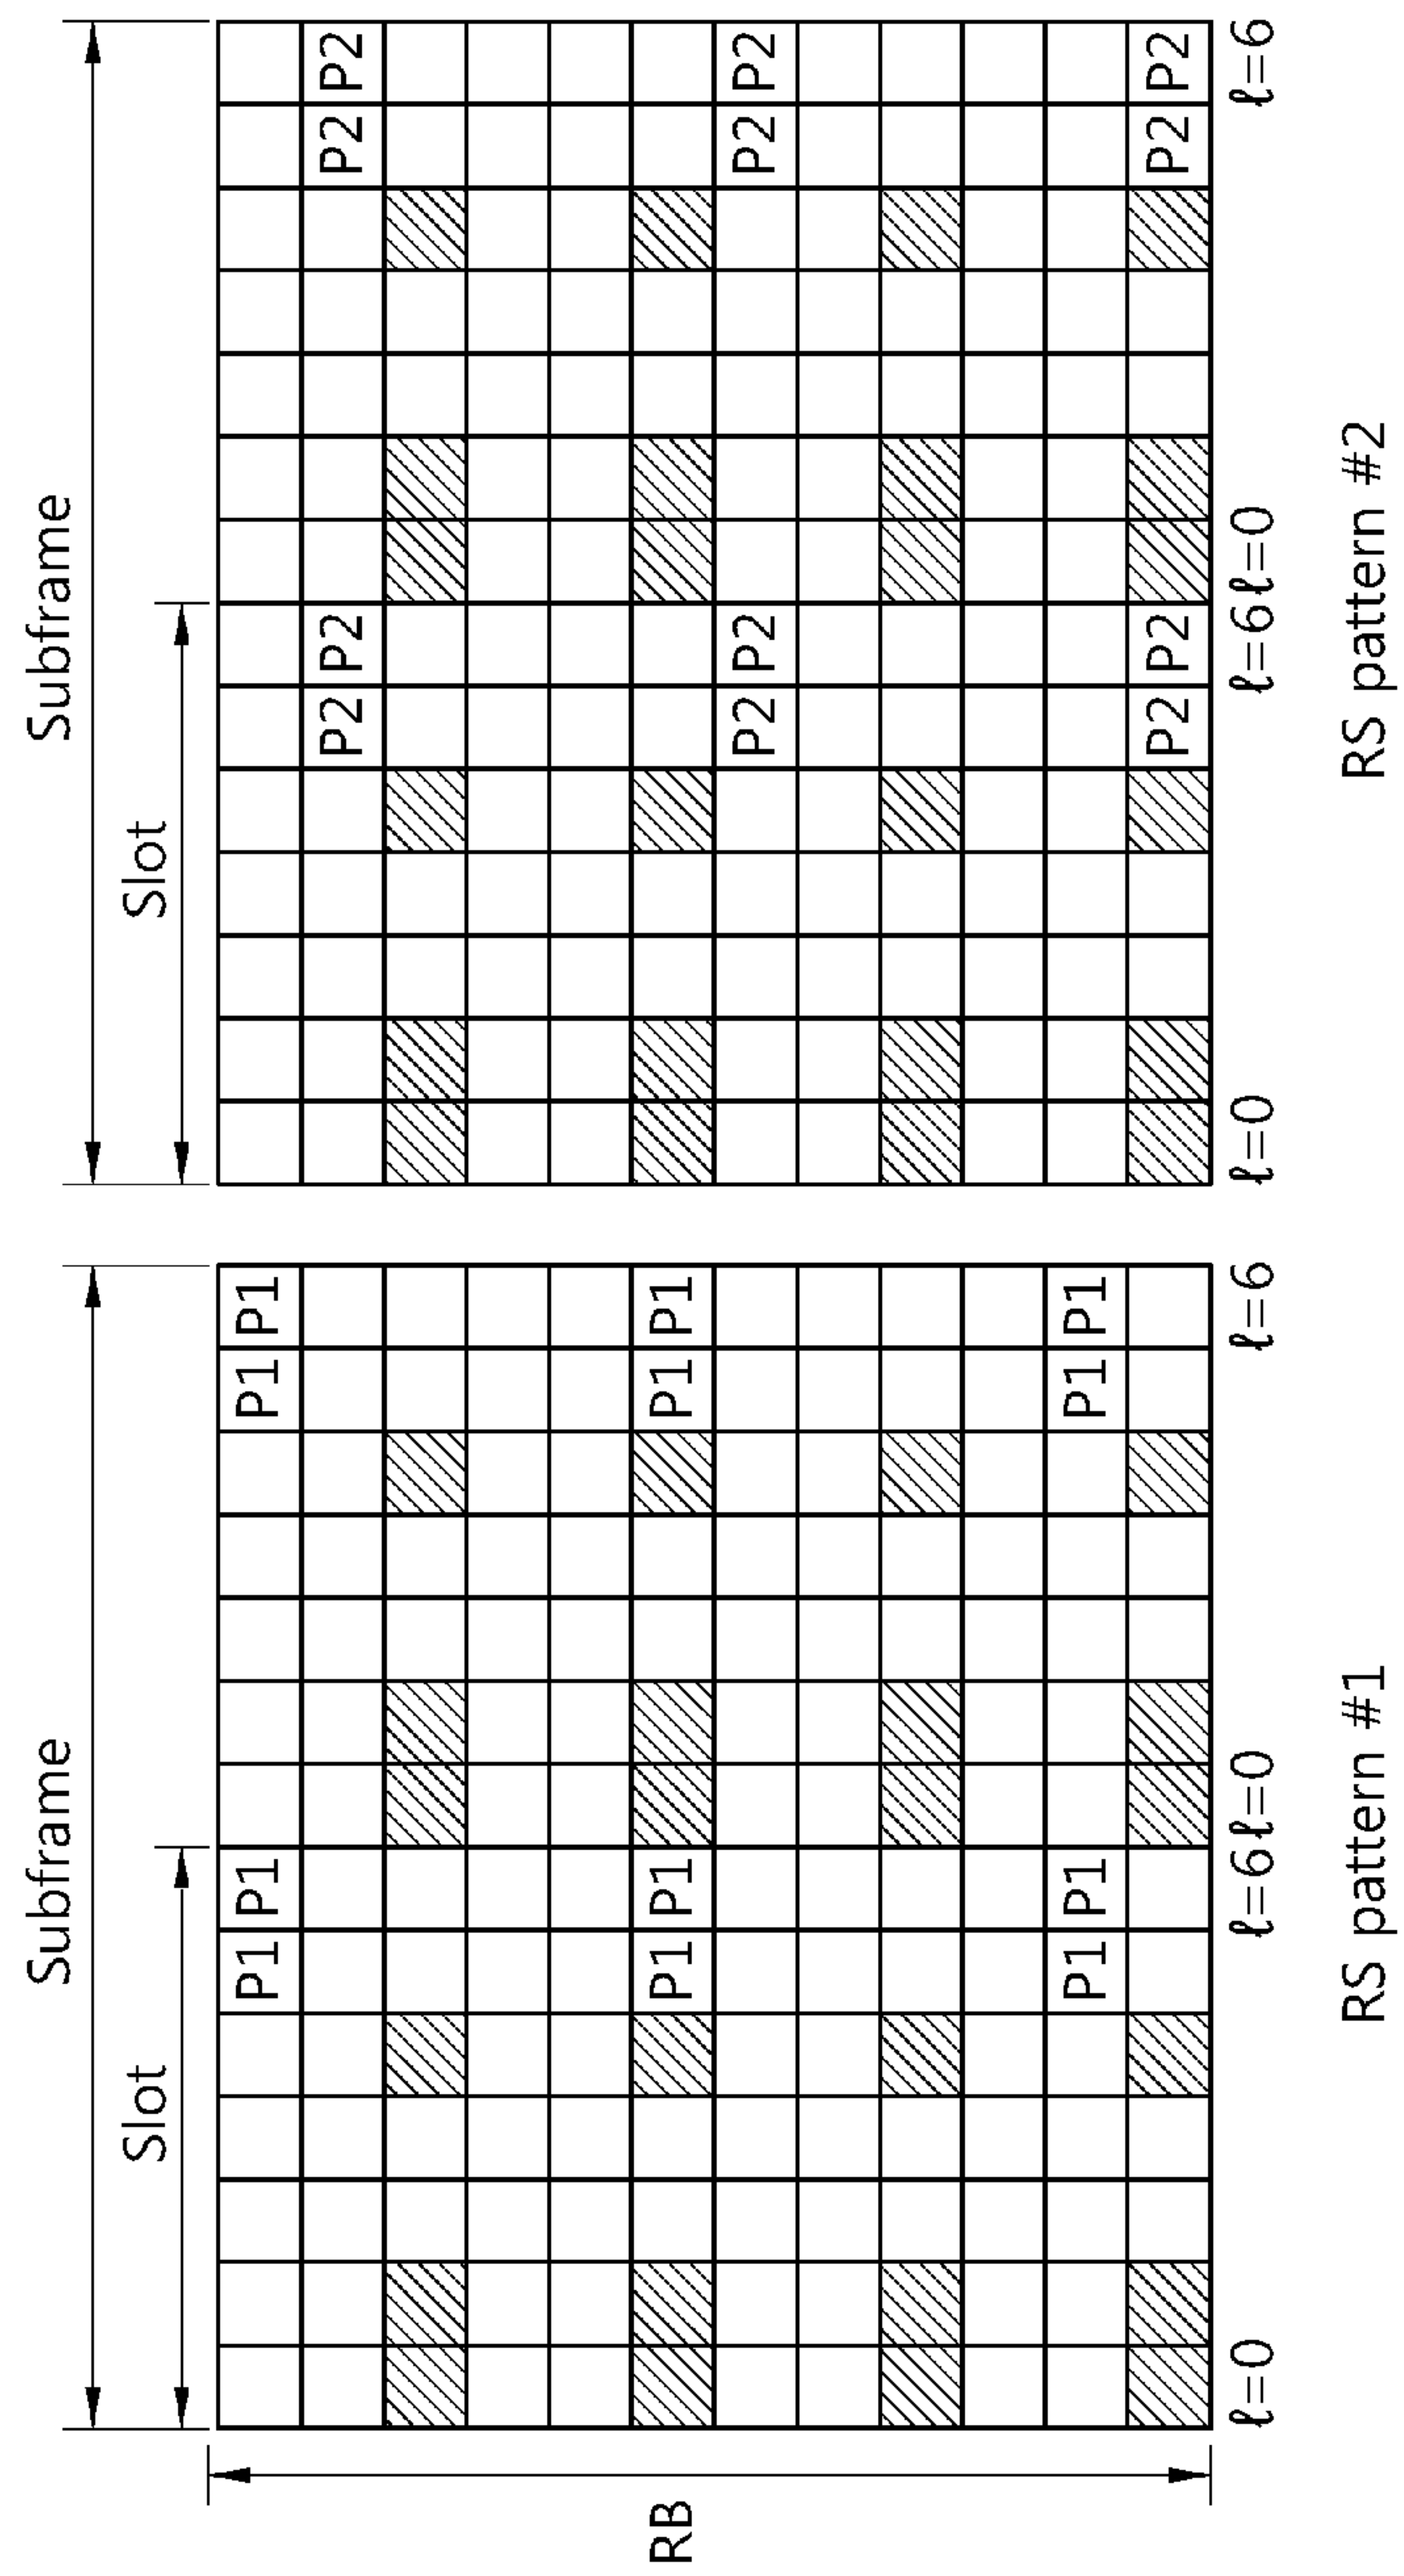 Subframe Subframe
Slot Slot
P1 P1 P1 P1
P2 P2 P2 P2
RB P1 P1 P1 P1
P2 P2 P2 P2
P1 P1 P1 P1
P2 P2 P2 P2
ℓ=0 ℓ=6 ℓ=0 ℓ=6 ℓ=0 ℓ=6 ℓ=0 ℓ=6
RS pattern #1 RS pattern #2